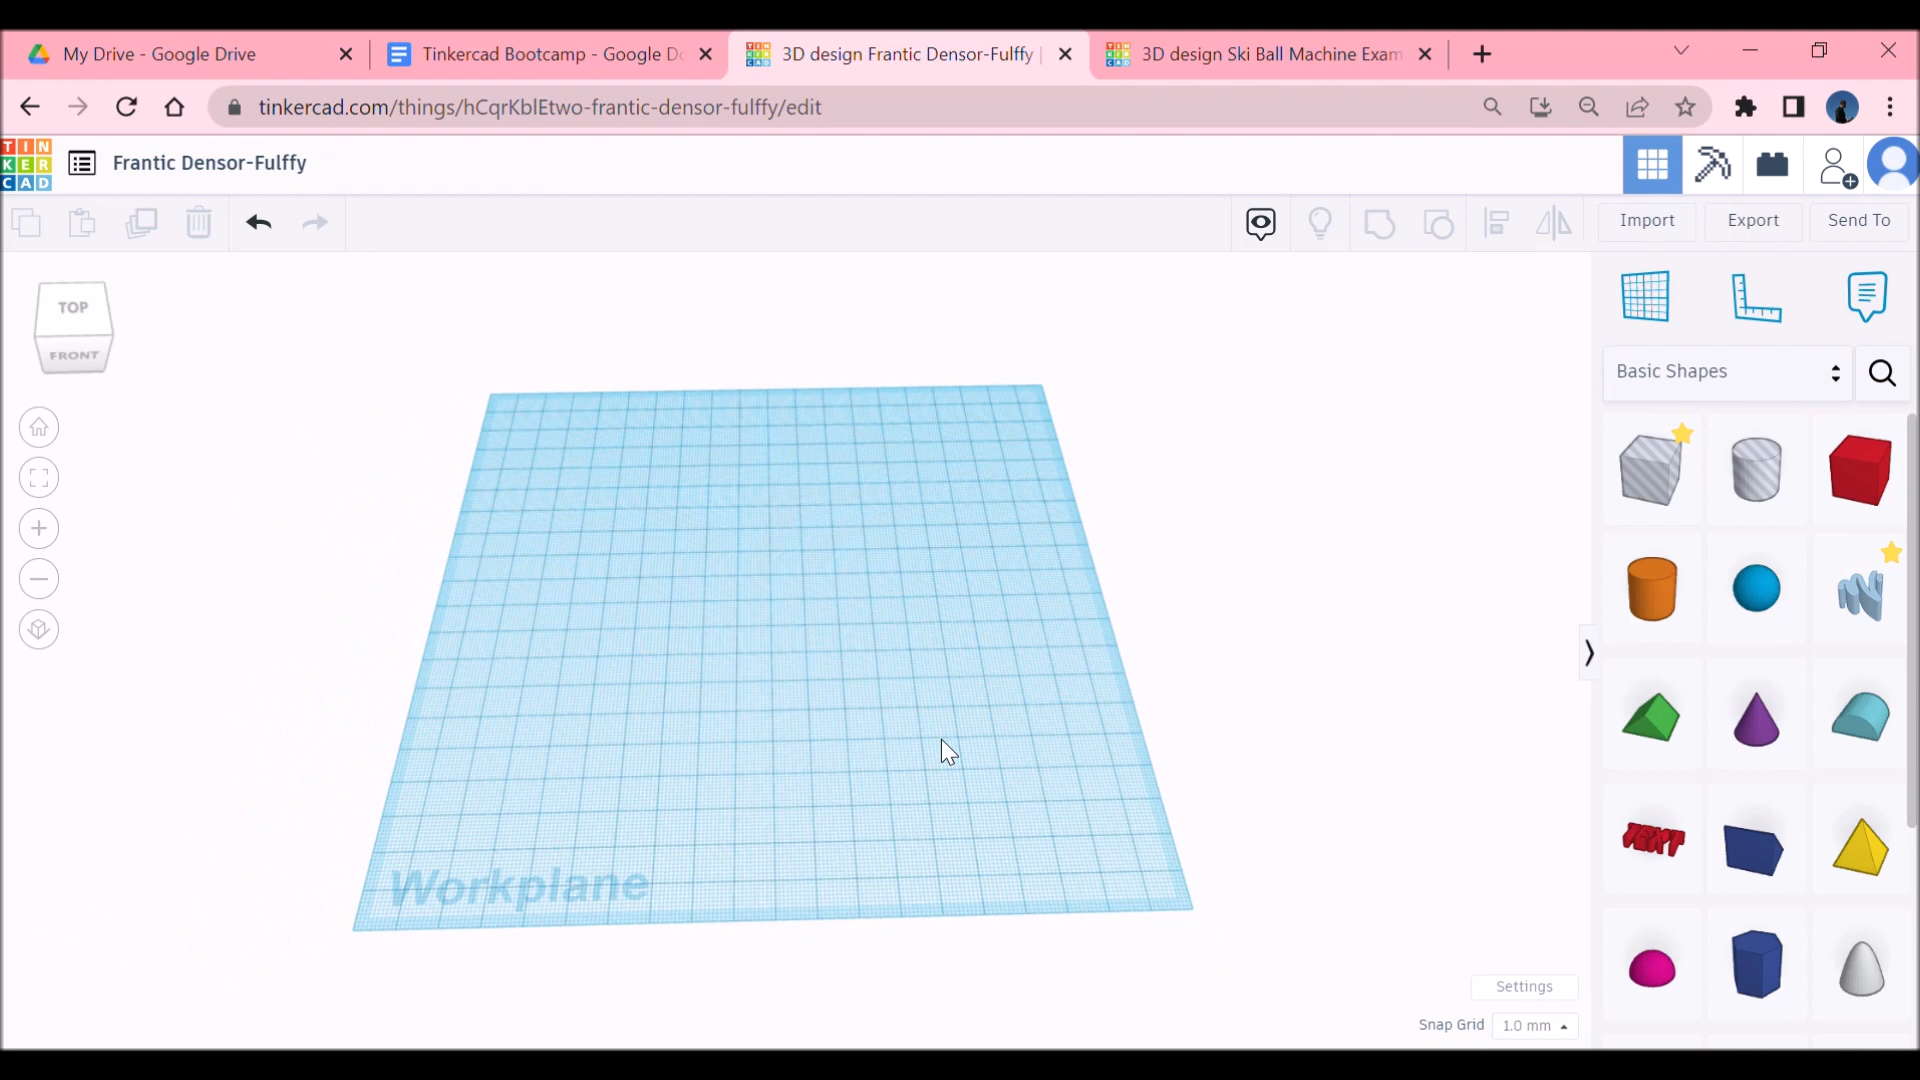 My Drive - Google Drive
Tinkercad Bootcamp - Google Do
3D design Frantic Densor-Fulffy |
3D design Ski Ball Machine Exam
tinkercad.com/things/hCqrKblEtwo-frantic-densor-fulffy/edit
TIN
KER
CAD
Frantic Densor-Fulffy
Import
Export
Send To
TOP
FRONT
Basic Shapes
TEXT
Workplane
Settings
Snap Grid
1.0 mm